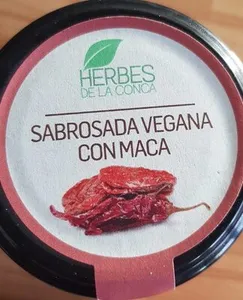 HERBES
DE LA CONCA
SABROSADA VEGANA
CON MACA